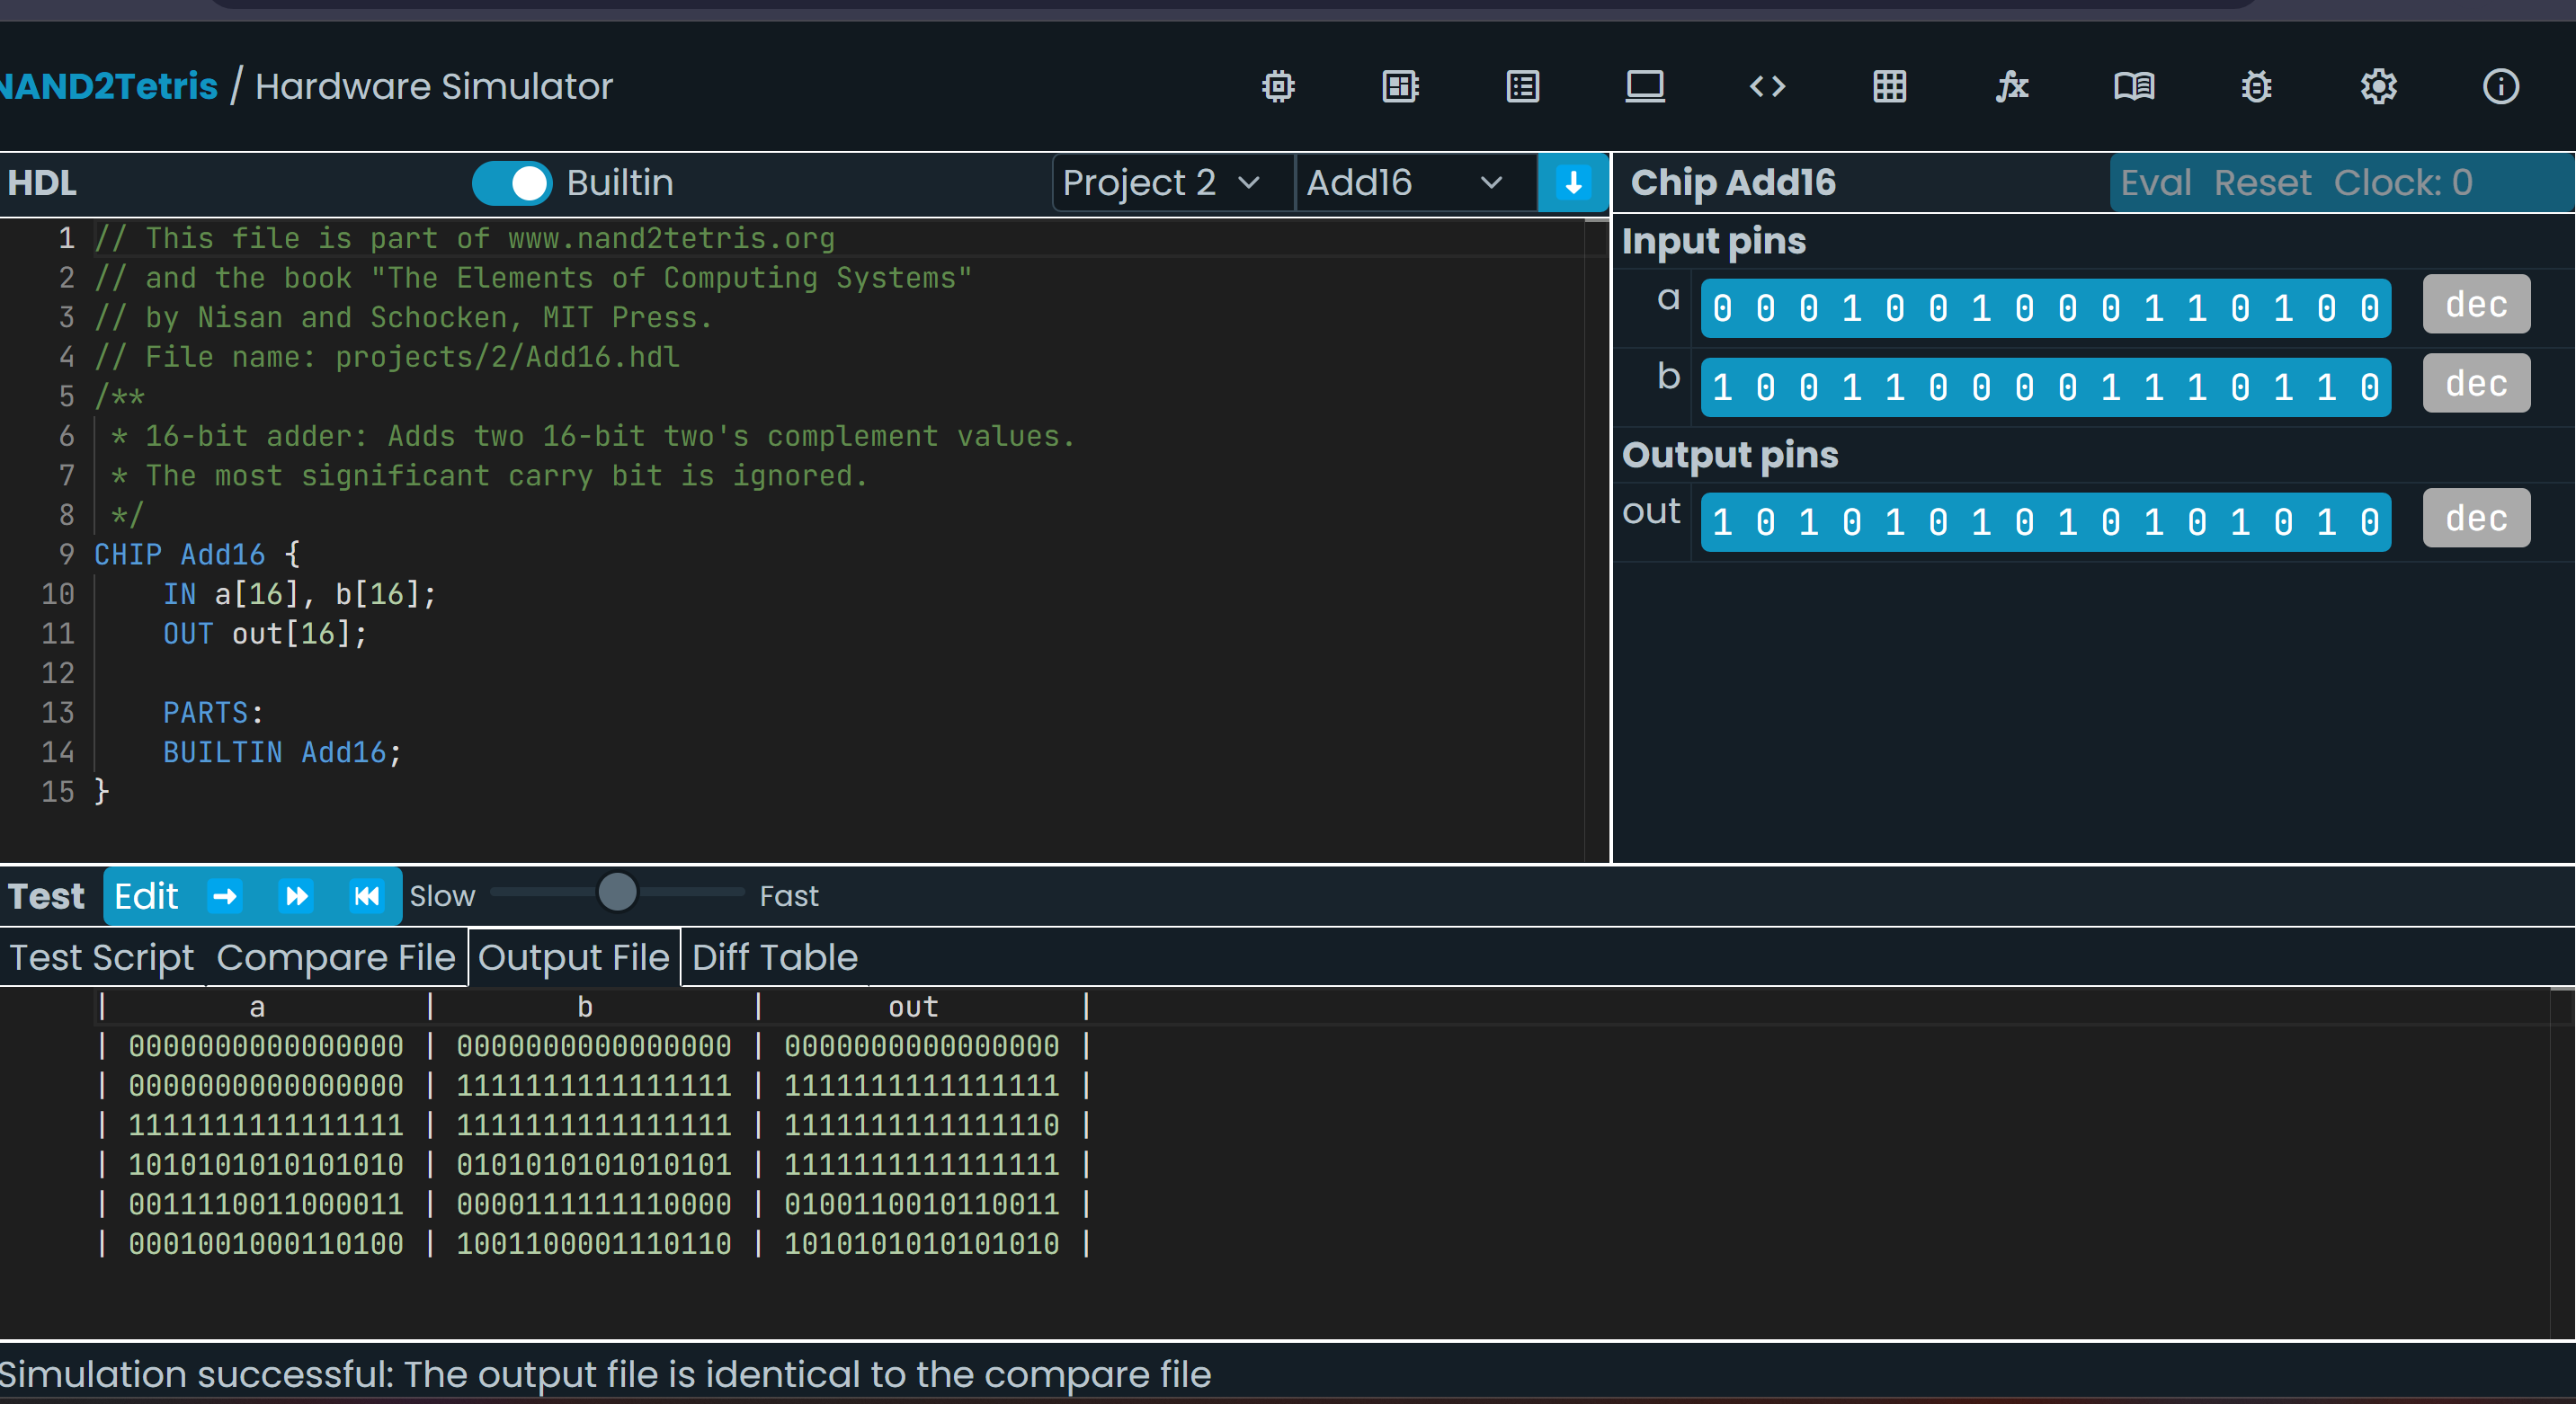 NAND2Tetris / Hardware Simulator
HDL Builtin Project 2 Add16
1 // This file is part of www.nand2tetris.org
2 // and the book "The Elements of Computing Systems"
3 // by Nisan and Schocken, MIT Press.
4 // File name: projects/2/Add16.hdl
5 /**
6 * 16-bit adder: Adds two 16-bit two's complement values.
7 * The most significant carry bit is ignored.
8 */
9 CHIP Add16 {
10 IN a[16], b[16];
11 OUT out[16];
12
13 PARTS:
14 BUILTIN Add16;
15 }
Chip Add16 Eval Reset Clock: 0
Input pins
a 0 0 0 1 0 0 1 0 0 0 1 1 0 1 0 0 dec
b 1 0 0 1 1 0 0 0 0 1 1 1 0 1 1 0 dec
Output pins
out 1 0 1 0 1 0 1 0 1 0 1 0 1 0 1 0 dec
Test Edit Slow Fast
Test Script Compare File Output File Diff Table
| a | b | out |
| 0000000000000000 | 0000000000000000 | 0000000000000000 |
| 0000000000000000 | 1111111111111111 | 1111111111111111 |
| 1111111111111111 | 1111111111111111 | 1111111111111110 |
| 1010101010101010 | 0101010101010101 | 1111111111111111 |
| 0011110011000011 | 0000111111110000 | 0100110010110011 |
| 0001001000110100 | 1001100001110110 | 1010101010101010 |
Simulation successful: The output file is identical to the compare file